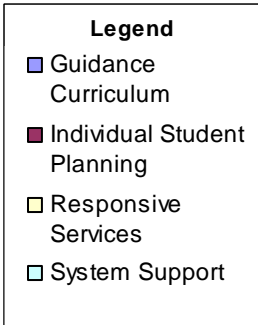 Legend
Guidance
Curriculum
Individual Student
Planning
Responsive
Services
System Support